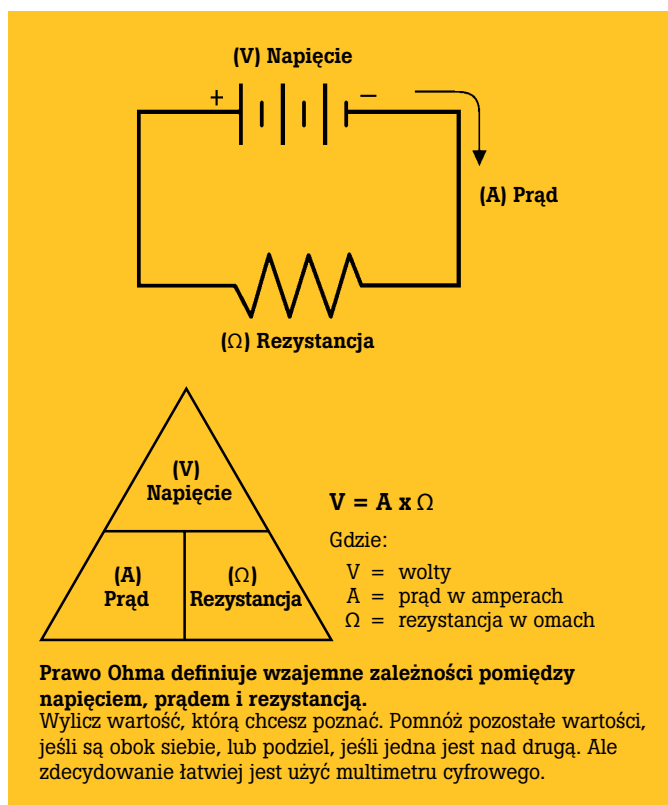 (V) Napięcie
+
−
(A) Prąd
(Ω) Rezystancja
(V)
Napięcie
(A)
Prąd
(Ω)
Rezystancja
V = A x Ω
Gdzie:
V = wolty
A = prąd w amperach
Ω = rezystancja w omach
Prawo Ohma definiuje wzajemne zależności pomiędzy
napięciem, prądem i rezystancją.
Wylicz wartość, którą chcesz poznać. Pomnóż pozostałe wartości,
jeśli są obok siebie, lub podziel, jeśli jedna jest nad drugą. Ale
zdecydowanie łatwiej jest użyć multimetru cyfrowego.